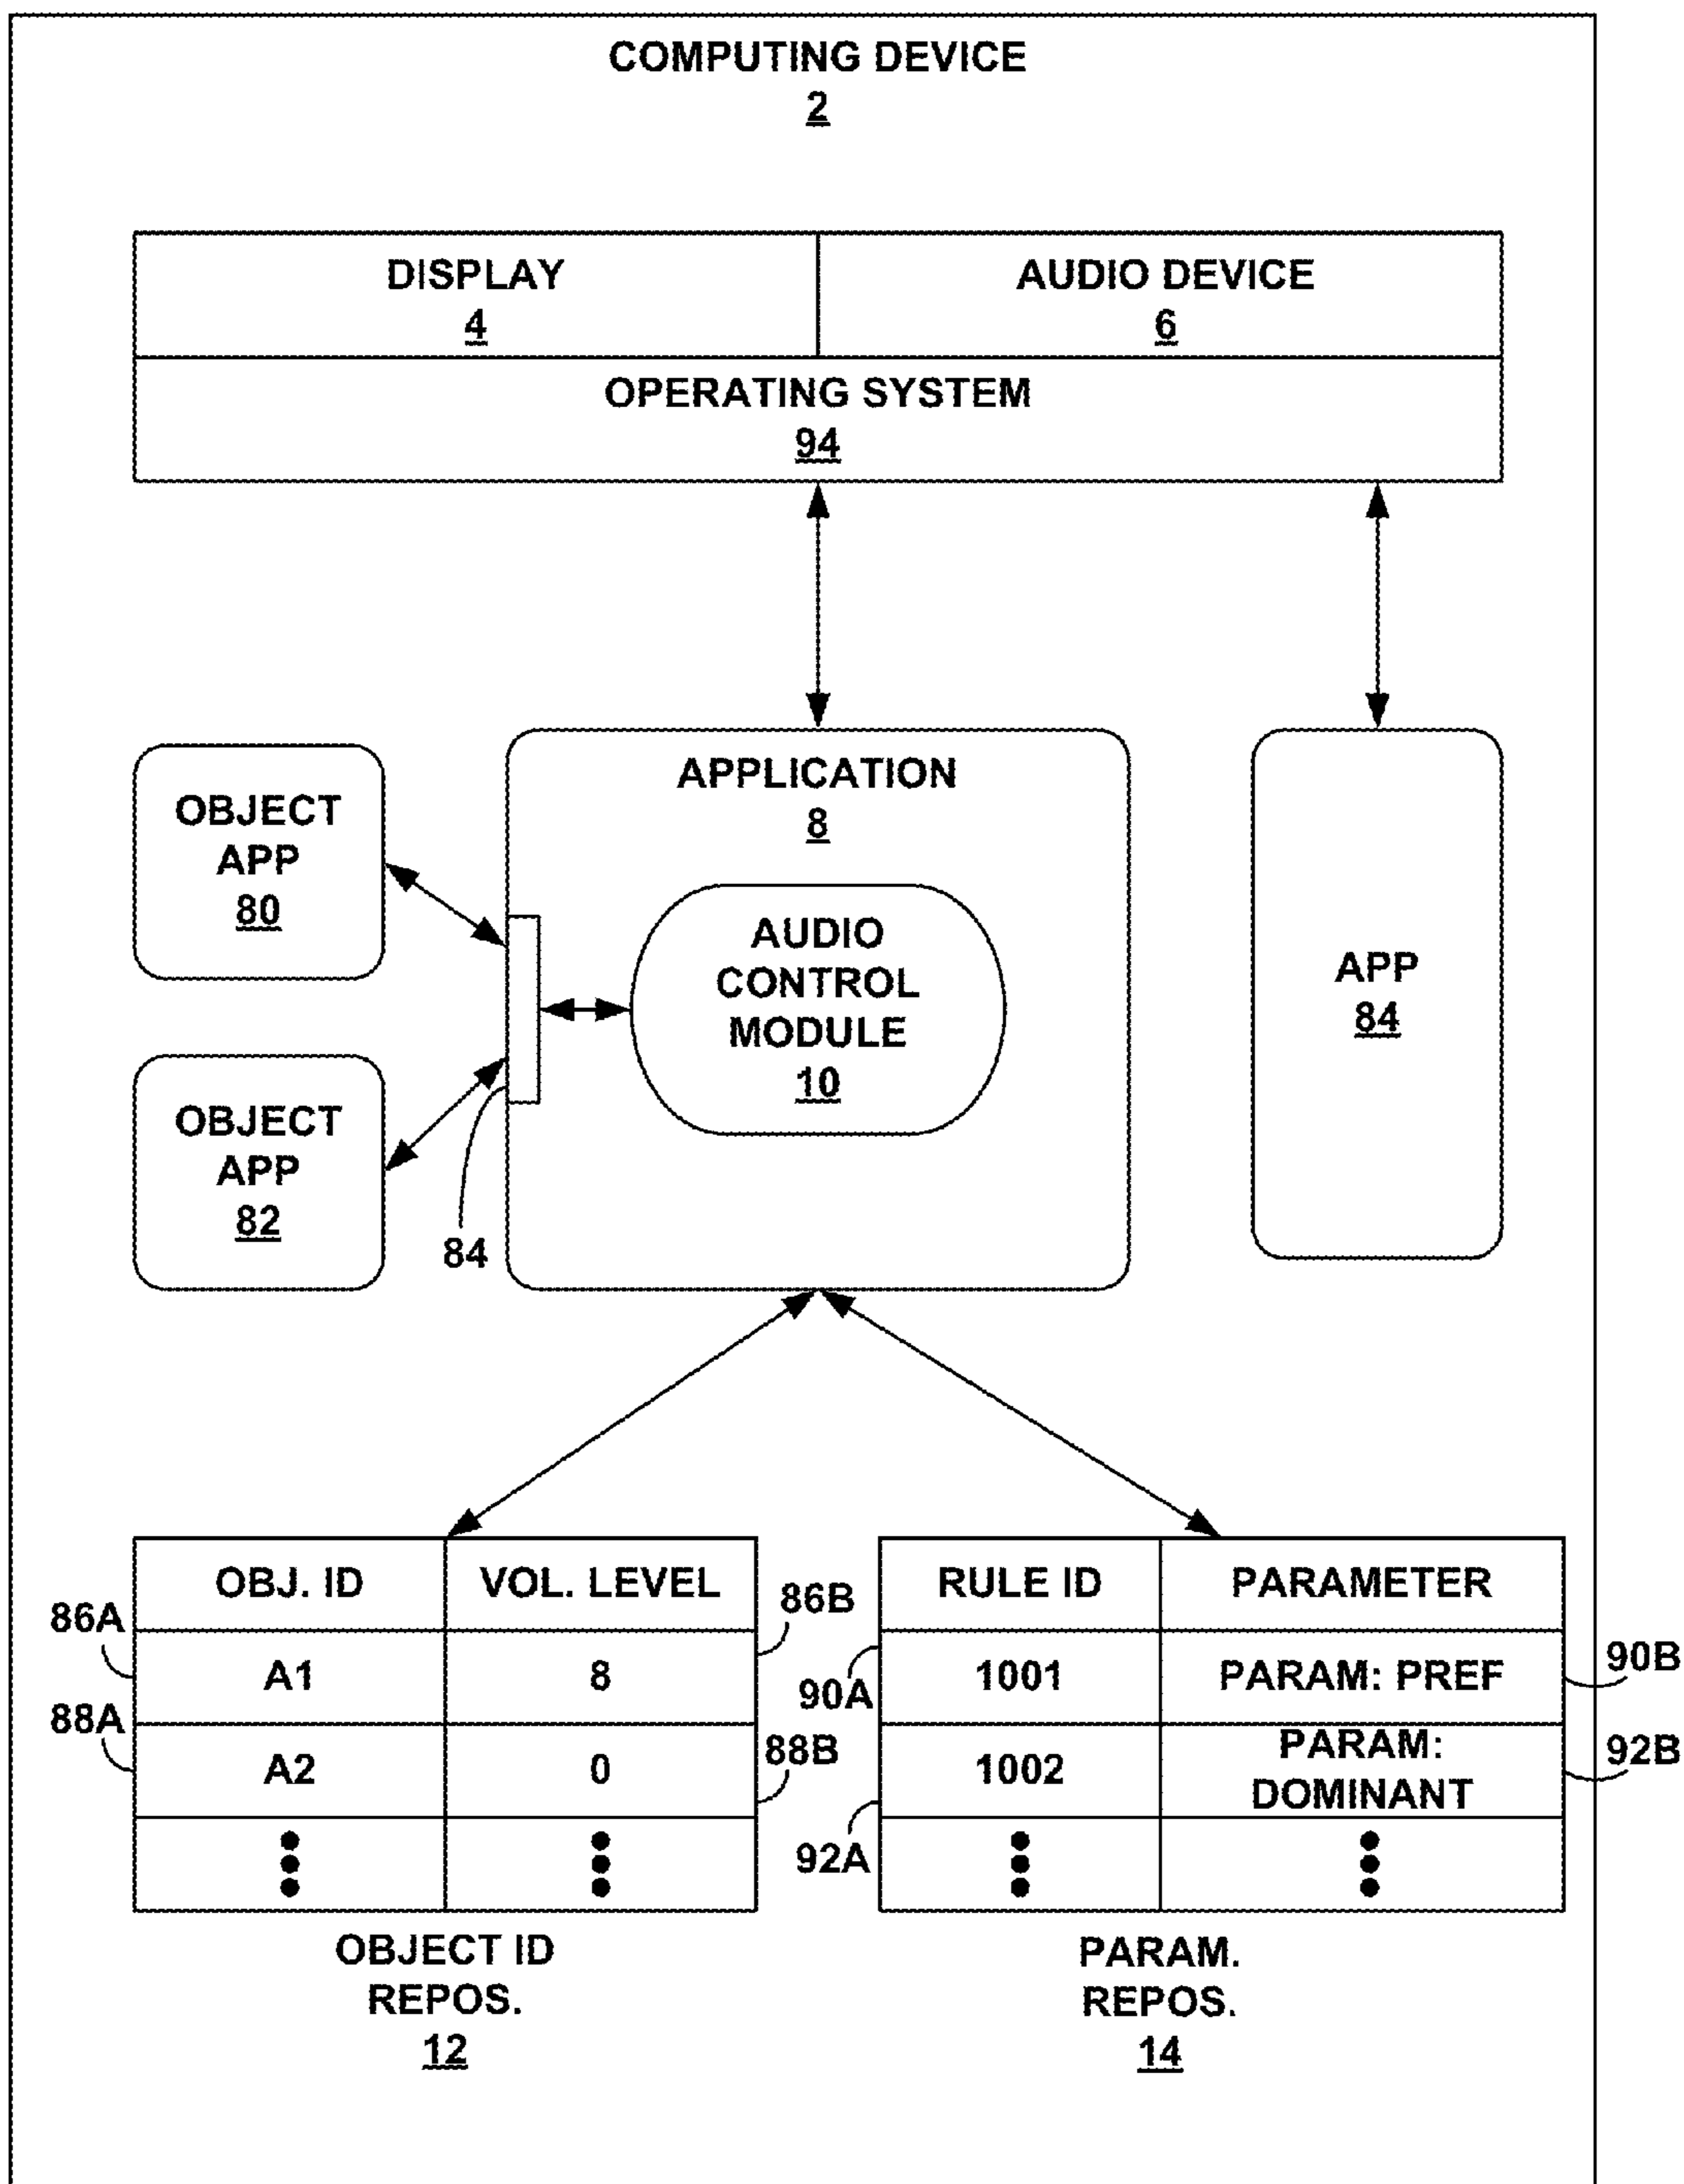 COMPUTING DEVICE
2
DISPLAY
4
AUDIO DEVICE
6
OPERATING SYSTEM
94
OBJECT
APP
80
OBJECT
APP
82
84
APPLICATION
8
AUDIO
CONTROL
MODULE
10
APP
84
OBJ. ID
VOL. LEVEL
86A
86B
A1
8
88A
88B
A2
0
OBJECT ID
REPOS.
12
RULE ID
PARAMETER
90A
90B
1001
PARAM: PREF
92A
92B
1002
PARAM:
DOMINANT
PARAM.
REPOS.
14